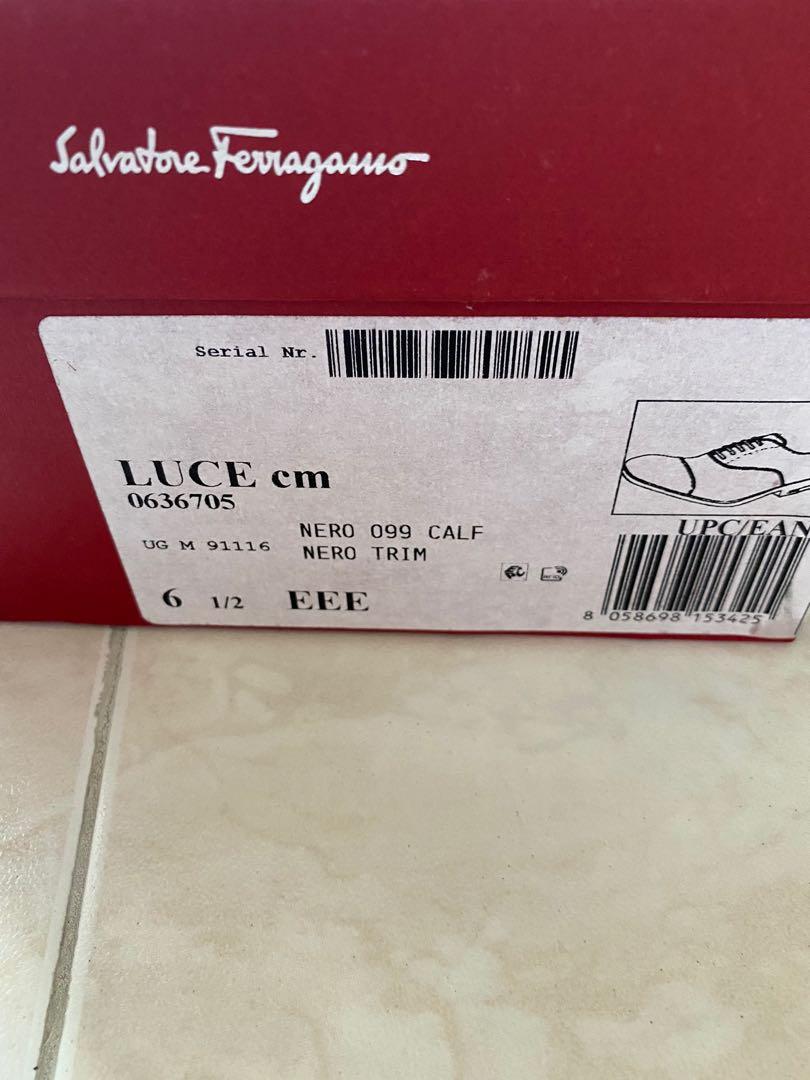 Salvatore Ferragamo
Serial Nr.
LUCE cm
0636705
UG M 91116
NERO 099 CALF
NERO TRIM
6 1/2 EEE
UPC/EAN
8 058698 153425